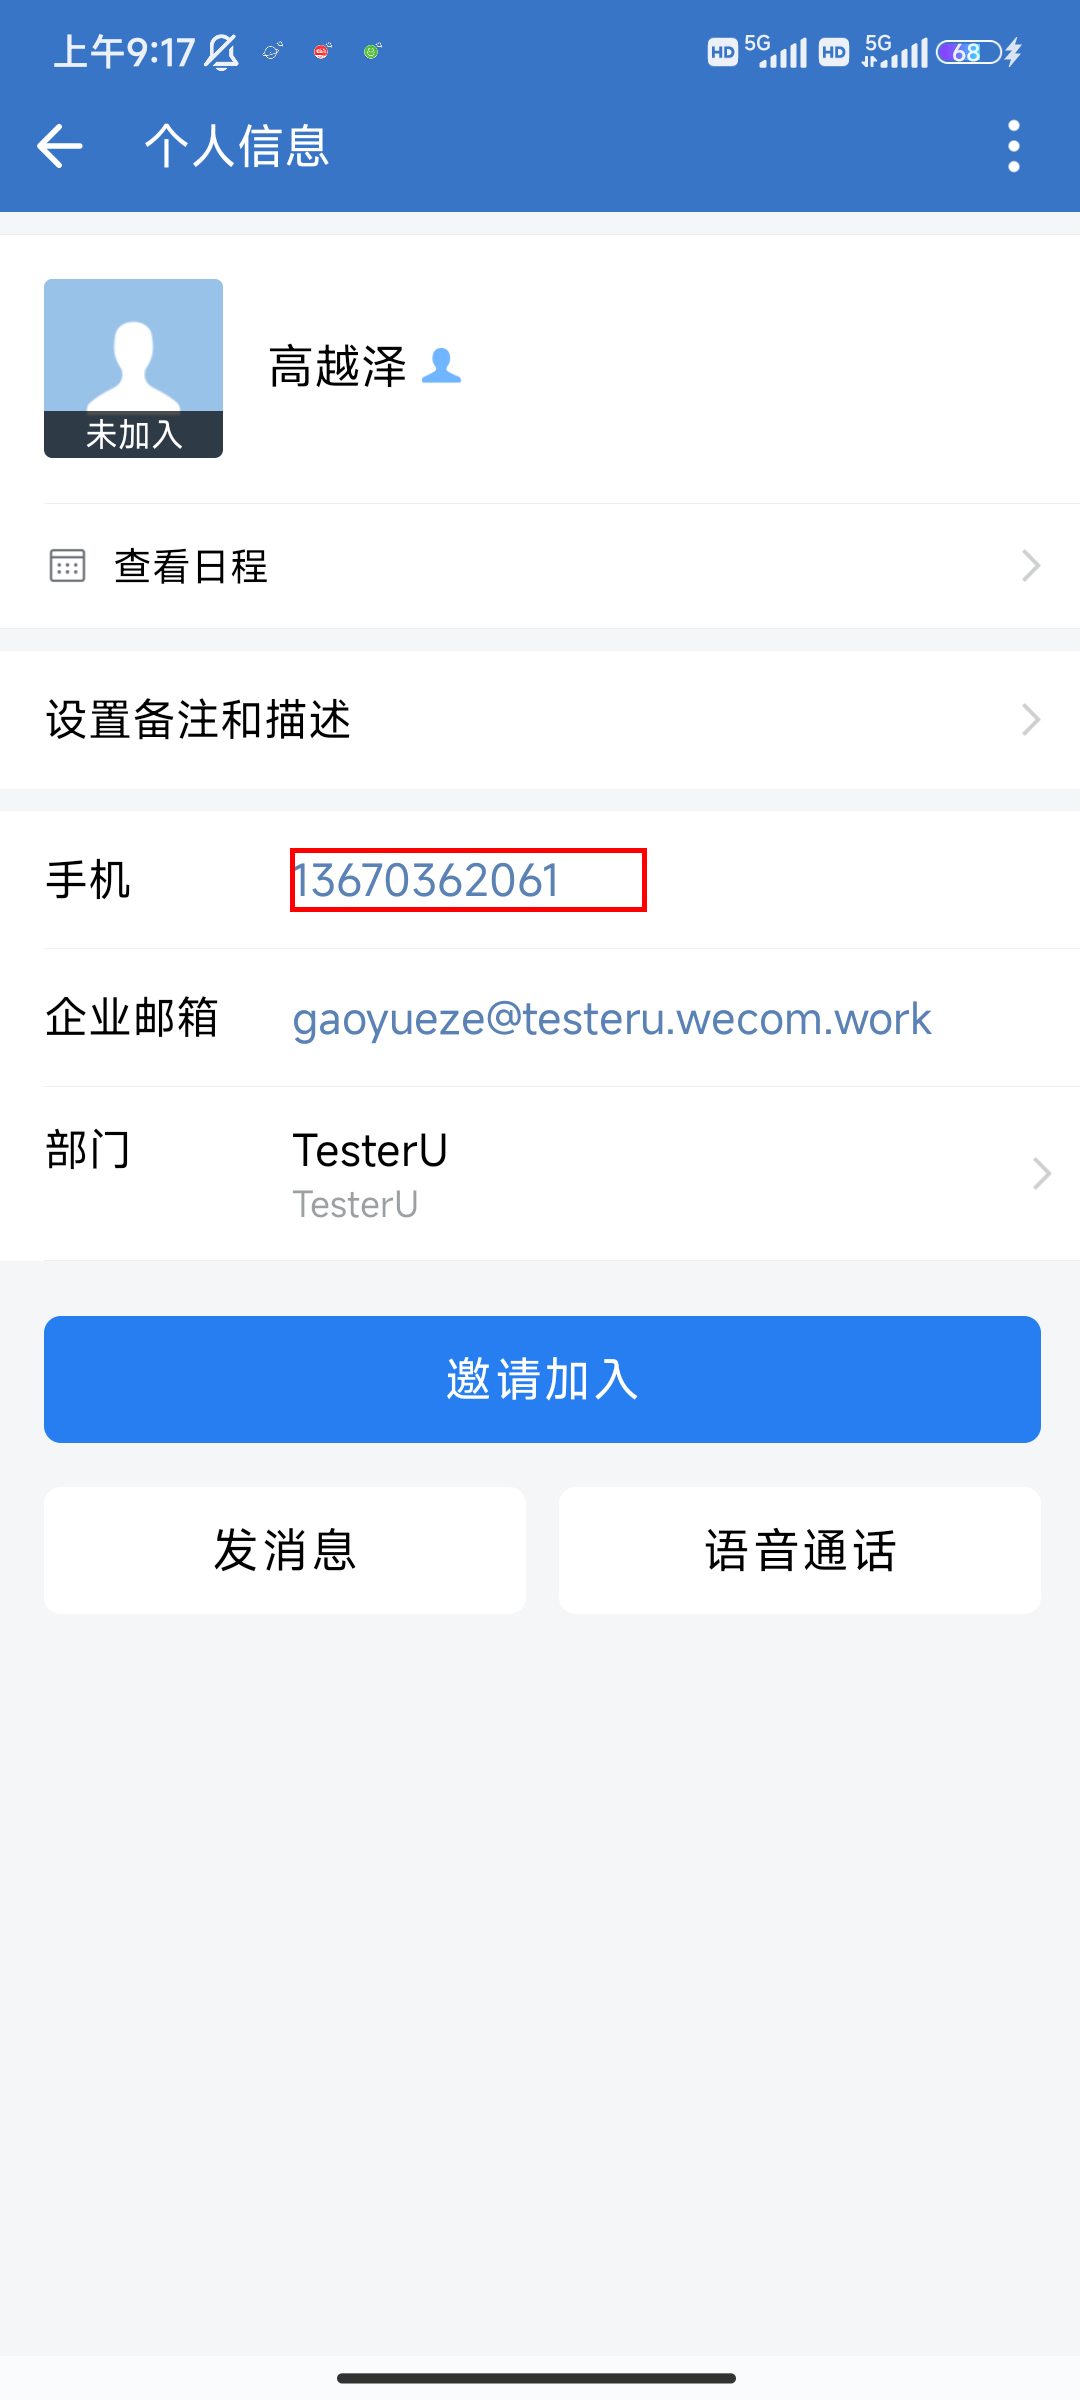 上午9:17 HD 5G HD 5G 68
个人信息
高越泽
未加入
查看日程
设置备注和描述
手机 13670362061
企业邮箱 gaoyueze@testeru.wecom.work
部门 TesterU
TesterU
邀请加入
发消息 语音通话